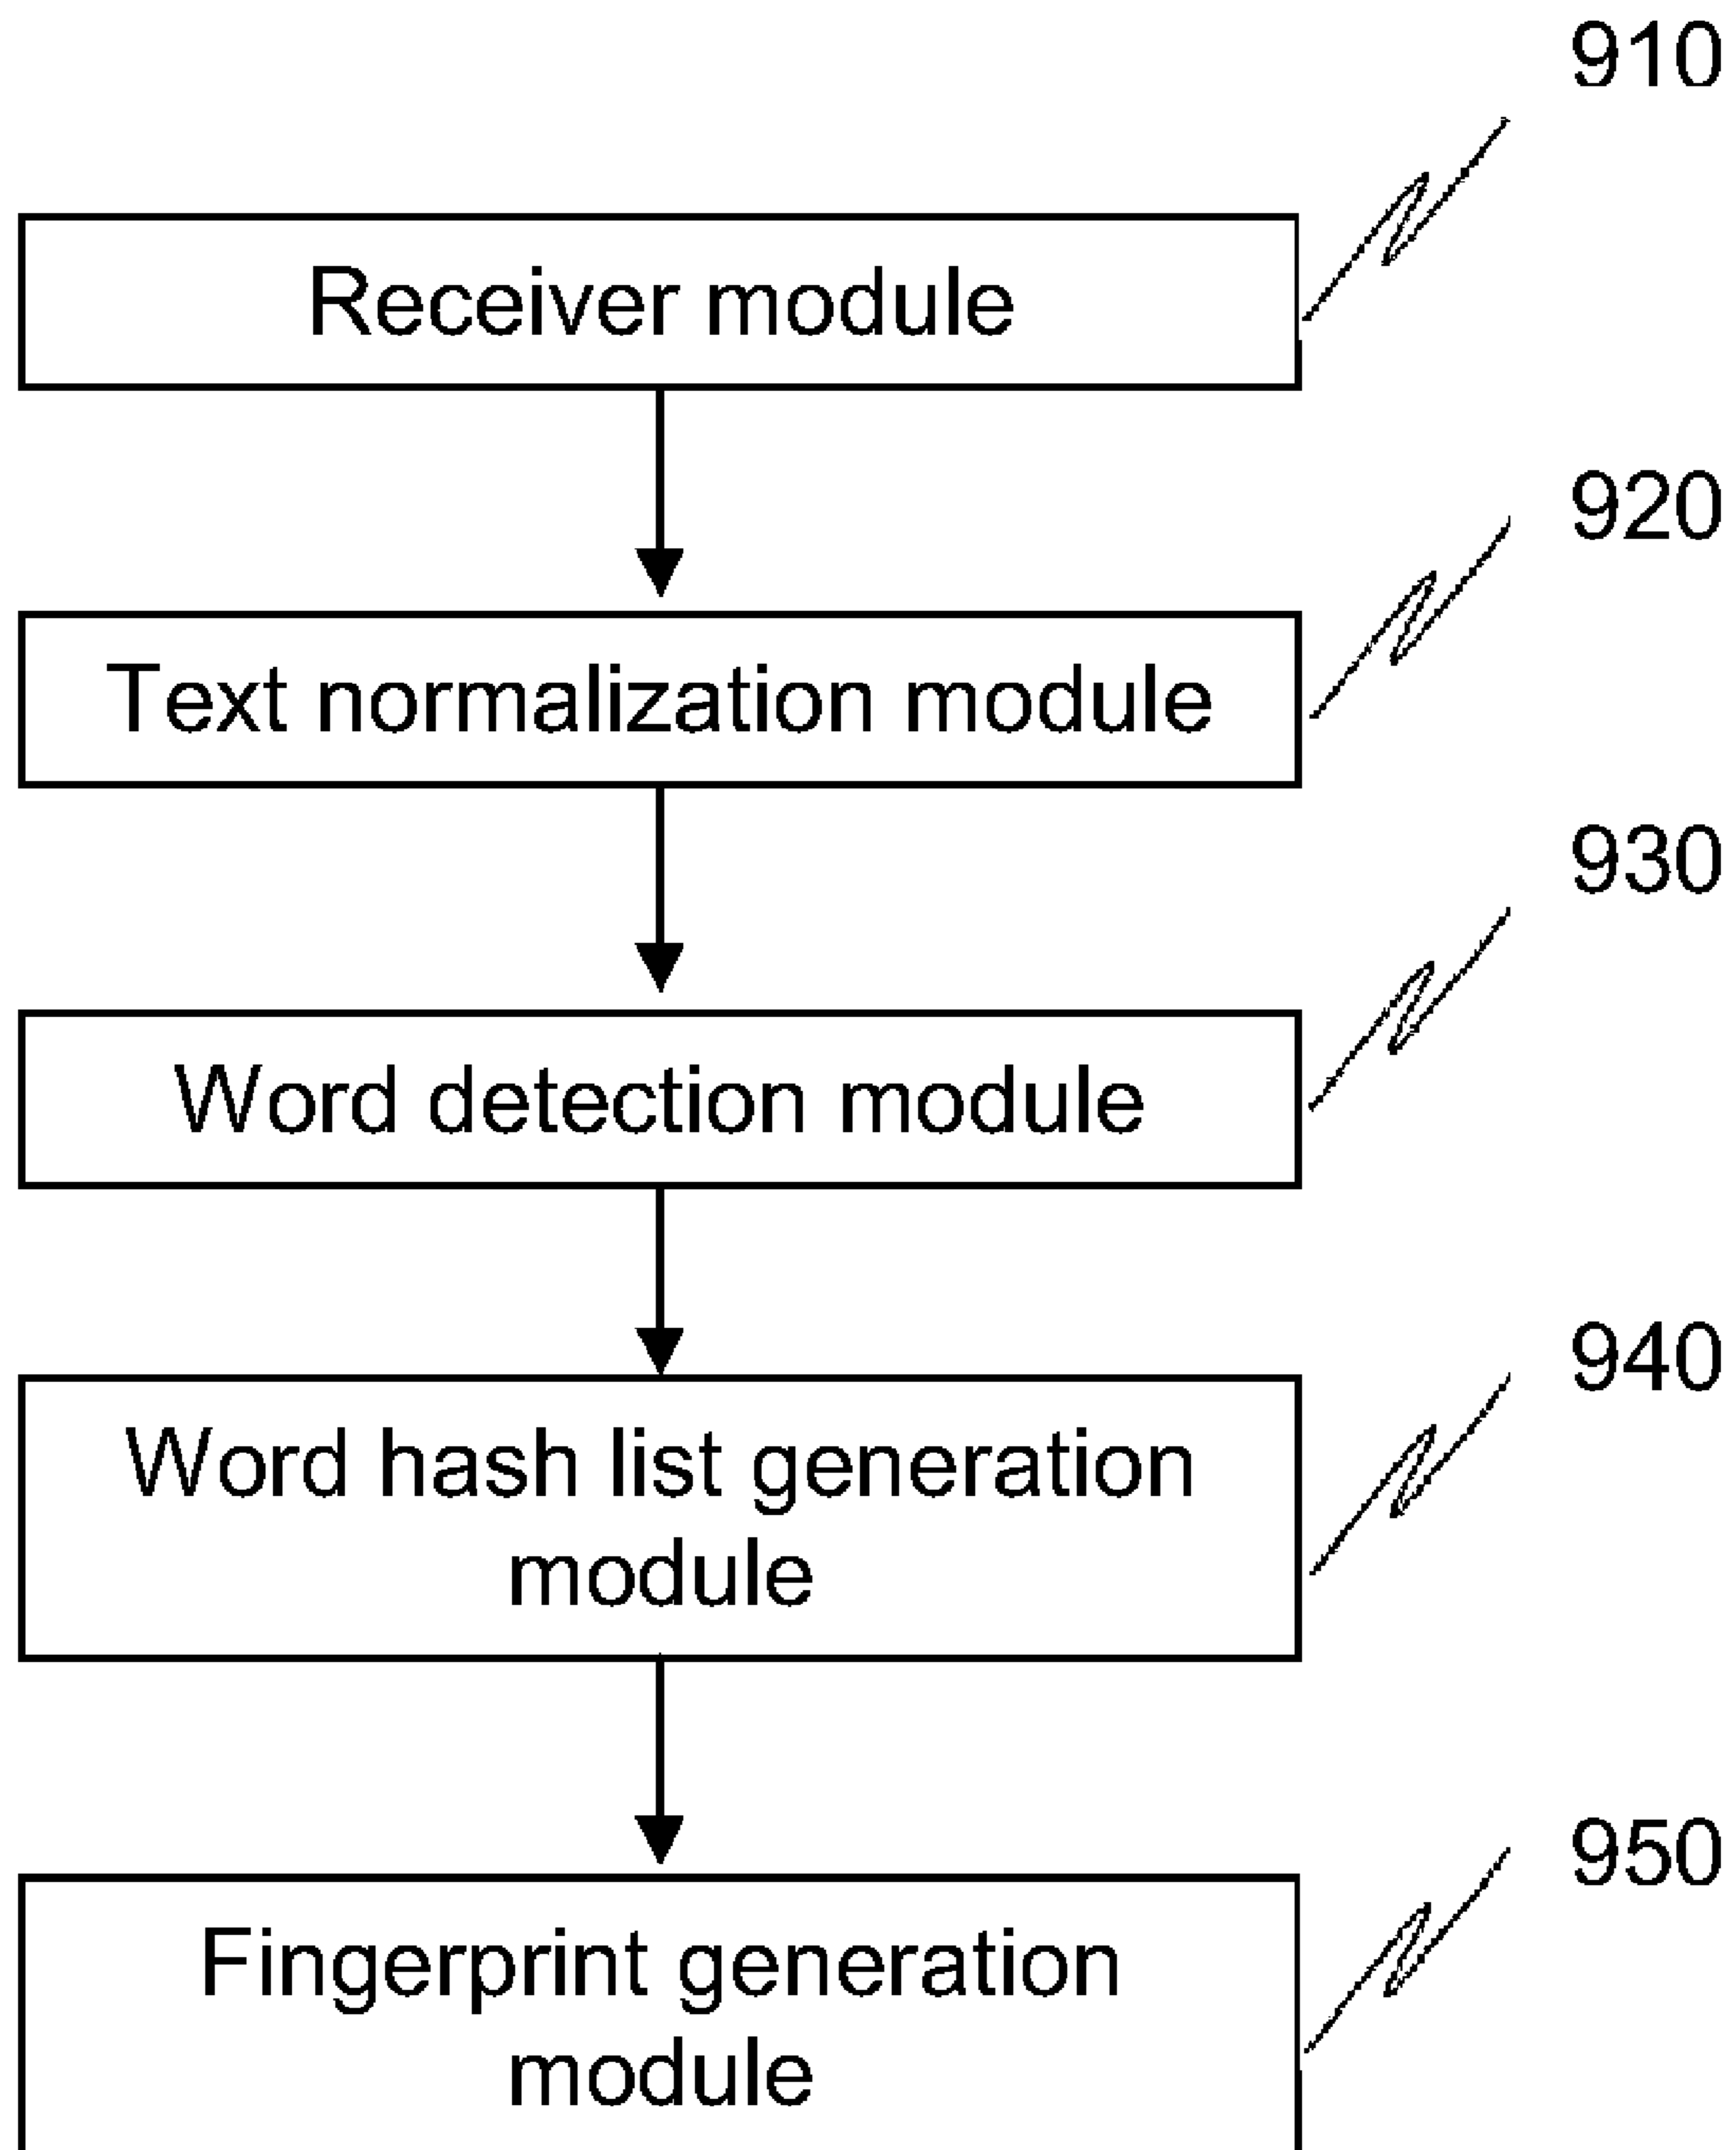 910
Receiver module
920
Text normalization module
930
Word detection module
940
Word hash list generation
module
950
Fingerprint generation
module